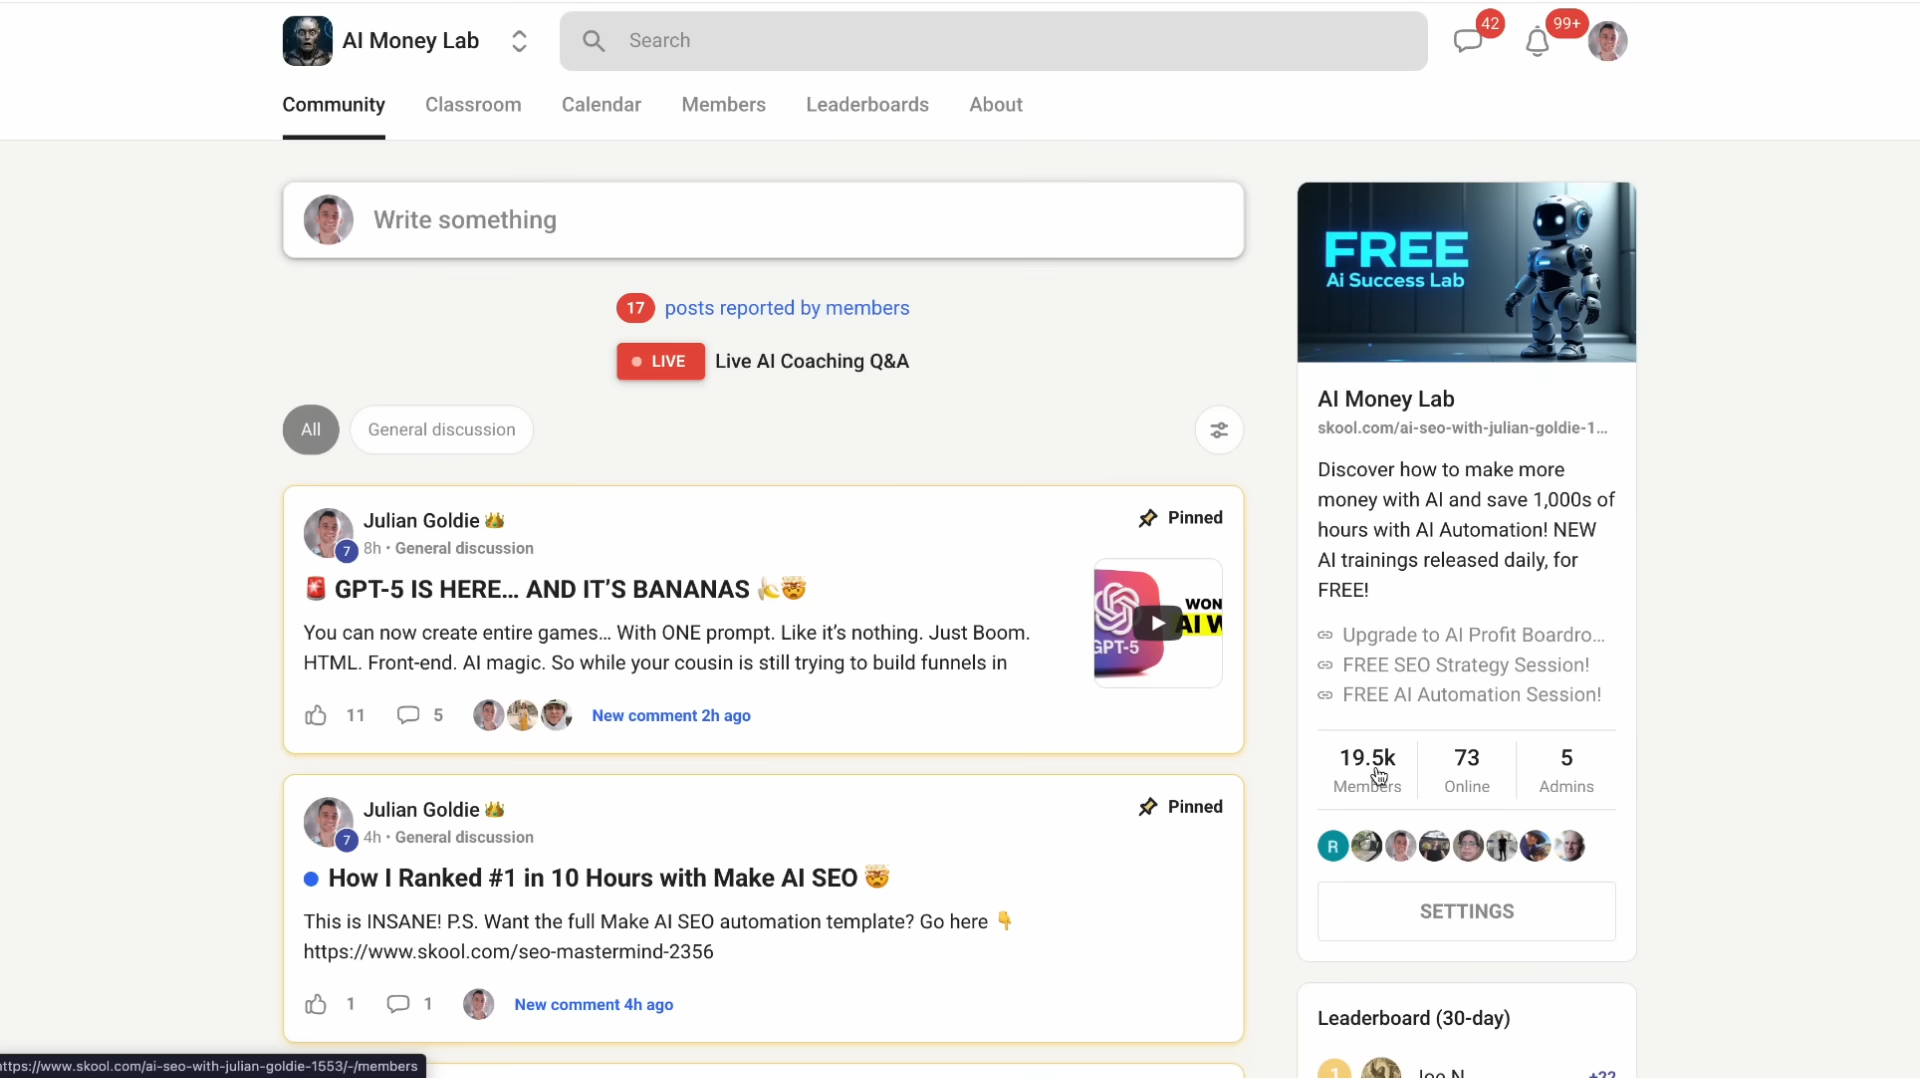 AI Money Lab
Search
42
99+
Community
Classroom
Calendar
Members
Leaderboards
About
Write something
17 posts reported by members
LIVE Live AI Coaching Q&A
All
General discussion
Julian Goldie
Pinned
7
8h • General discussion
🚨 GPT-5 IS HERE... AND IT'S BANANAS 🍌🤯
You can now create entire games... With ONE prompt. Like it's nothing. Just Boom.
HTML. Front-end. AI magic. So while your cousin is still trying to build funnels in
WON
AI W
GPT-5
11
5
New comment 2h ago
Julian Goldie
Pinned
7
4h • General discussion
How I Ranked #1 in 10 Hours with Make AI SEO 🤯
This is INSANE! P.S. Want the full Make AI SEO automation template? Go here 👇
https://www.skool.com/seo-mastermind-2356
1
1
New comment 4h ago
FREE
Ai Success Lab
AI Money Lab
skool.com/ai-seo-with-julian-goldie-1...
Discover how to make more
money with AI and save 1,000s of
hours with AI Automation! NEW
AI trainings released daily, for
FREE!
Upgrade to AI Profit Boardro...
FREE SEO Strategy Session!
FREE AI Automation Session!
19.5k
Members
73
Online
5
Admins
R
SETTINGS
Leaderboard (30-day)
1
Joe N
+22
ttps://www.skool.com/ai-seo-with-julian-goldie-1553/-/members